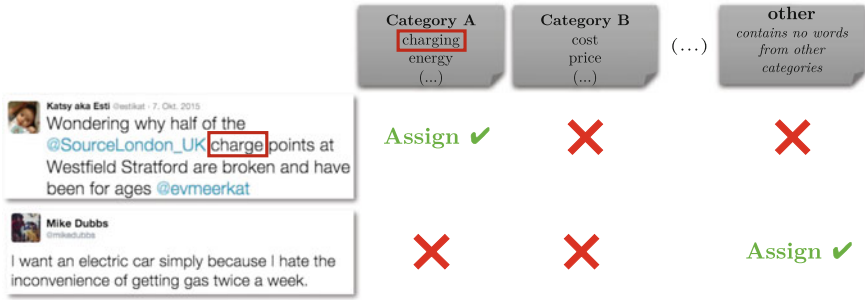 Category A
charging
energy
(...)
Category B
cost
price
(...)
(...)
other
contains no words
from other
categories
Katsy aka Esti @estikat · 7. Okt. 2015
Wondering why half of the
@SourceLondon_UK charge points at
Westfield Stratford are broken and have
been for ages @evmeerkat
Assign ✔
Mike Dubbs
@mikedubbs
I want an electric car simply because I hate the
inconvenience of getting gas twice a week.
Assign ✔